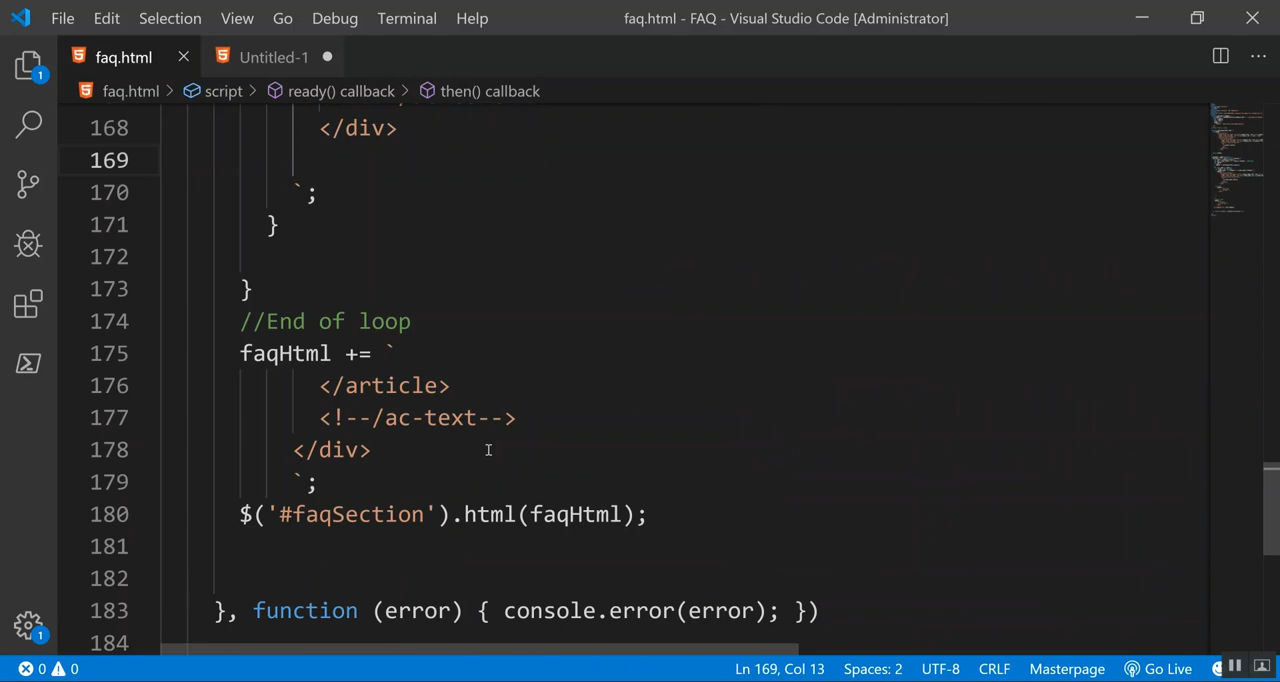 File Edit Selection View Go Debug Terminal Help faq.html - FAQ - Visual Studio Code [Administrator]
faq.html Untitled-1
1
faq.html > script > ready() callback > then() callback
168 </div>
169
170 `;
171 }
172
173 }
174 //End of loop
175 faqHtml += `
176 </article>
177 <!--/ac-text-->
178 </div>
179 `;
180 $('#faqSection').html(faqHtml);
181
182
183 }, function (error) { console.error(error); })
184
1
0 0 Ln 169, Col 13 Spaces: 2 UTF-8 CRLF Masterpage Go Live